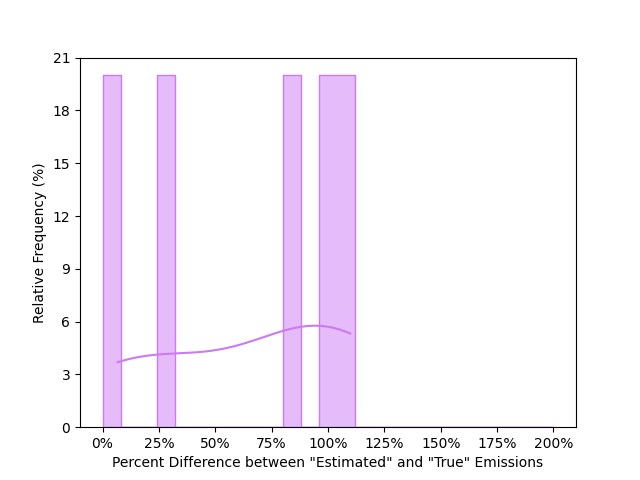 21
18
15
12
9
6
3
0
Relative Frequency (%)
0% 25% 50% 75% 100% 125% 150% 175% 200%
Percent Difference between "Estimated" and "True" Emissions